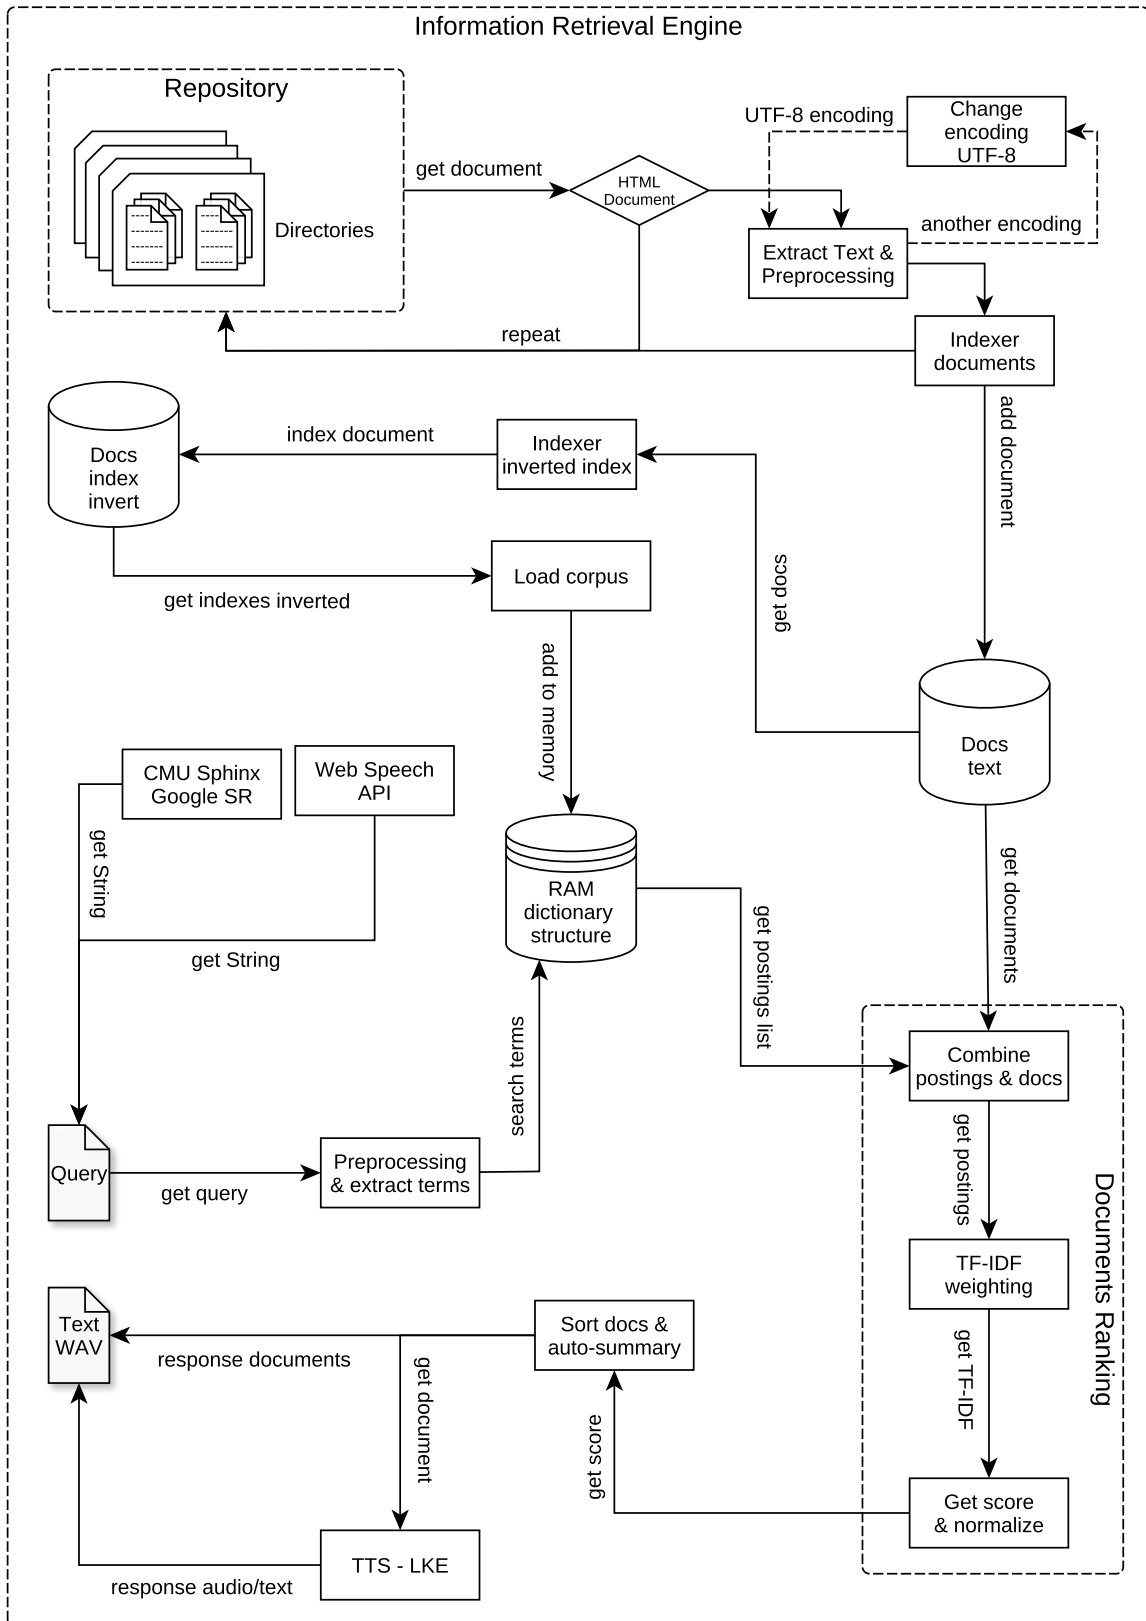 Information Retrieval Engine
Repository
Directories
get document
HTML
Document
UTF-8 encoding
Change
encoding
UTF-8
another encoding
Extract Text &
Preprocessing
repeat
Indexer
documents
add document
Docs
index
invert
index document
Indexer
inverted index
get docs
get indexes inverted
Load corpus
add to memory
Docs
text
CMU Sphinx
Google SR
Web Speech
API
get String
get String
RAM
dictionary
structure
get postings list
get documents
search terms
Combine
postings & docs
get postings
Query
get query
Preprocessing
& extract terms
Documents Ranking
TF-IDF
weighting
get TF-IDF
Text
WAV
response documents
Sort docs &
auto-summary
get document
get score
Get score
& normalize
TTS - LKE
response audio/text